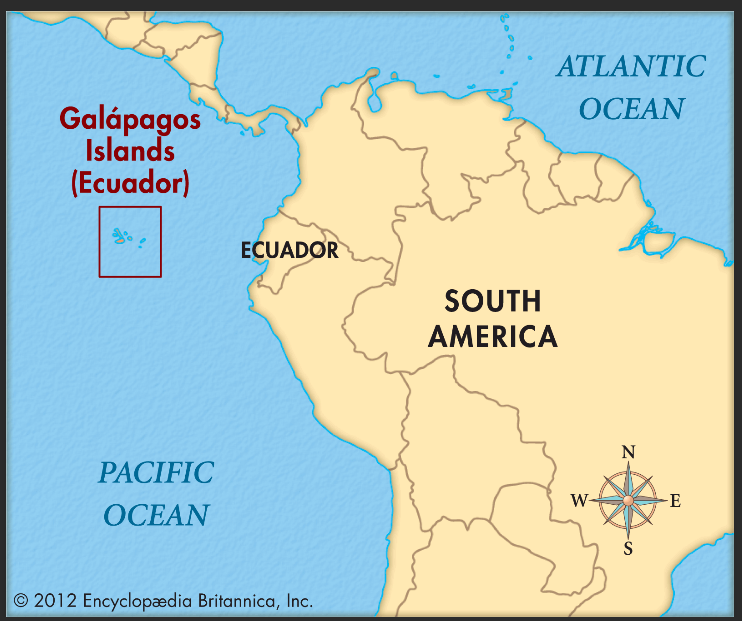 ATLANTIC
OCEAN
Galápagos
Islands
(Ecuador)
ECUADOR
SOUTH
AMERICA
PACIFIC
OCEAN
N
W
E
S
© 2012 Encyclopædia Britannica, Inc.